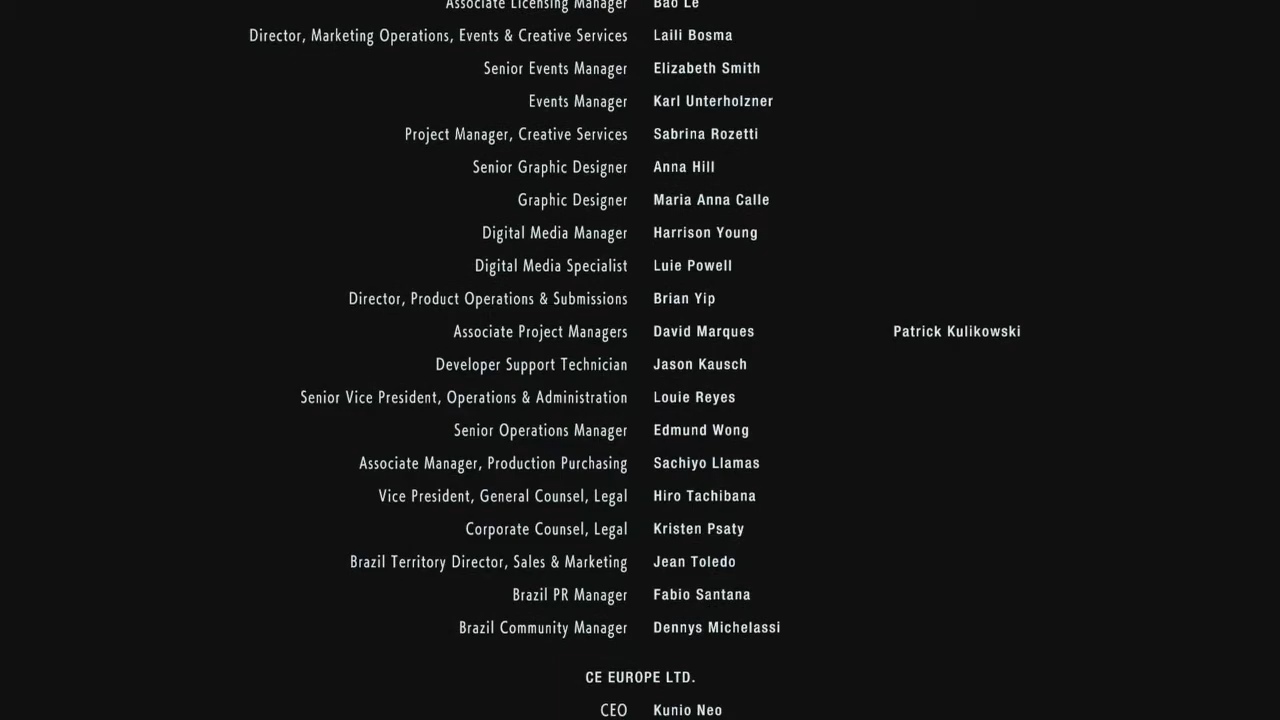 Associate Licensing Manager Bao Le
Director, Marketing Operations, Events & Creative Services Laili Bosma
Senior Events Manager Elizabeth Smith
Events Manager Karl Unterholzner
Project Manager, Creative Services Sabrina Rozetti
Senior Graphic Designer Anna Hill
Graphic Designer Maria Anna Calle
Digital Media Manager Harrison Young
Digital Media Specialist Luie Powell
Director, Product Operations & Submissions Brian Yip
Associate Project Managers David Marques Patrick Kulikowski
Developer Support Technician Jason Kausch
Senior Vice President, Operations & Administration Louie Reyes
Senior Operations Manager Edmund Wong
Associate Manager, Production Purchasing Sachiyo Llamas
Vice President, General Counsel, Legal Hiro Tachibana
Corporate Counsel, Legal Kristen Psaty
Brazil Territory Director, Sales & Marketing Jean Toledo
Brazil PR Manager Fabio Santana
Brazil Community Manager Dennys Michelassi
CE EUROPE LTD.
CEO Kunio Neo